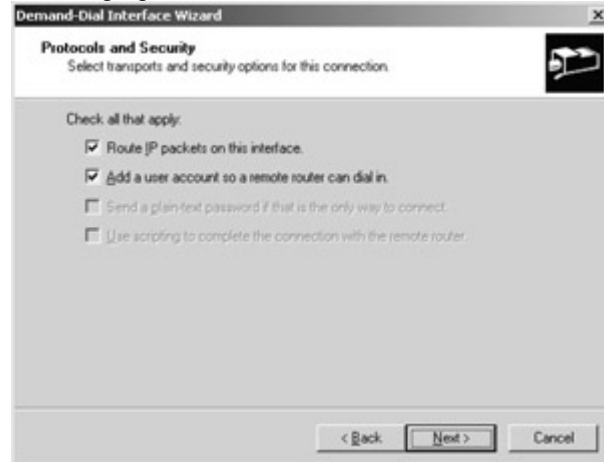 Demand-Dial Interface Wizard
Protocols and Security
Select transports and security options for this connection.
Check all that apply:
Route IP packets on this interface.
Add a user account so a remote router can dial in.
Send a plain-text password if that is the only way to connect.
Use scripting to complete the connection with the remote router.
< Back
Next >
Cancel